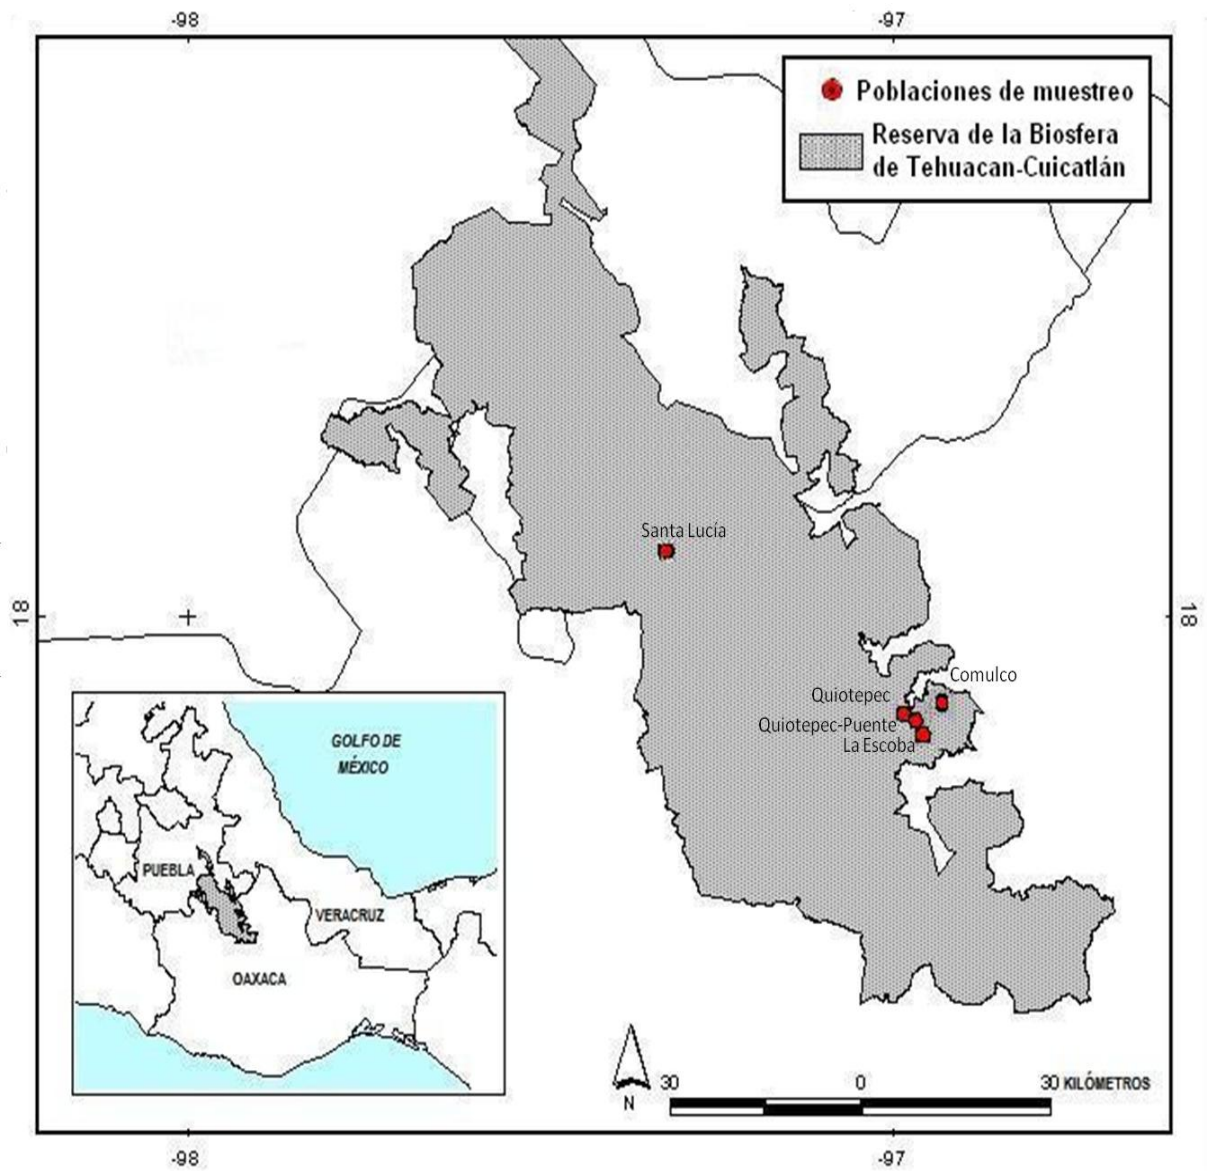 -98
-97
Poblaciones de muestreo
Reserva de la Biosfera
de Tehuacan-Cuicatlán
Santa Lucía
18
18
Comulco
Quiotepec
Quiotepec-Puente
La Escoba
GOLFO DE
MÉXICO
PUEBLA
VERACRUZ
OAXACA
N
30
0
30 KILÓMETROS
-98
-97